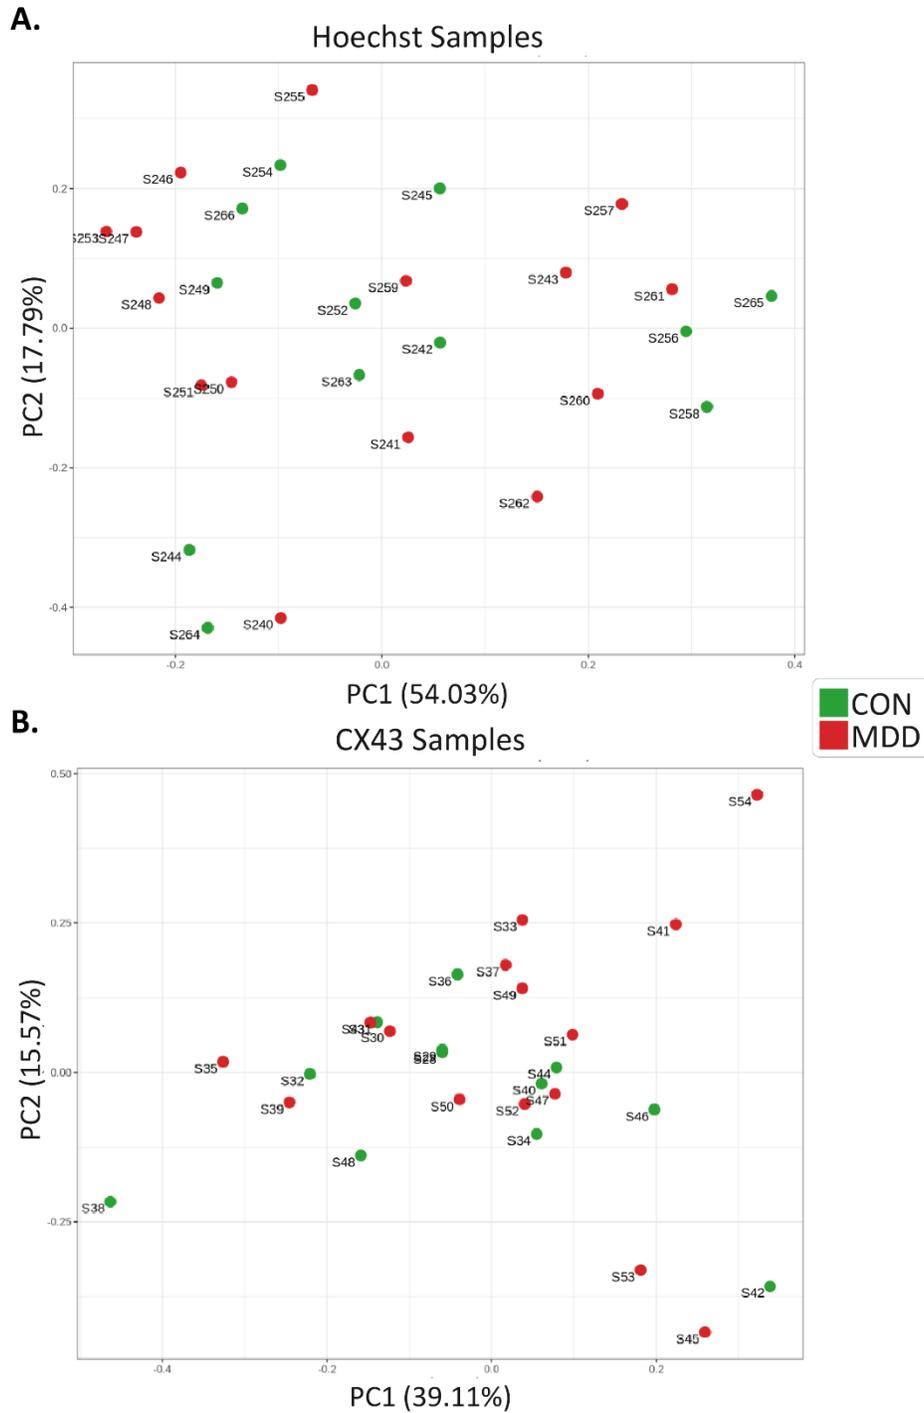 A.
Hoechst Samples
S255
S254
S246
S245
S266
S257
S253
S247
S259
S243
S249
S261
S265
S248
S252
S256
S242
S263
S251
S250
S260
S258
S241
S262
S244
S240
S264
0.2
0.0
-0.2
-0.4
PC2 (17.79%)
-0.2
0.0
0.2
0.4
PC1 (54.03%)
CON
MDD
B.
CX43 Samples
S54
S33
S41
S37
S36
S49
S31
S30
S51
S35
S44
S32
S40
S47
S39
S50
S52
S46
S34
S48
S38
S53
S42
S45
0.50
0.25
0.00
-0.25
PC2 (15.57%)
-0.4
-0.2
0.0
0.2
PC1 (39.11%)